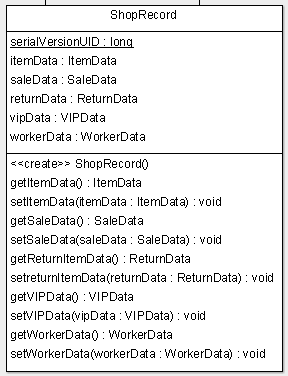 ShopRecord
serialVersionUID : long
itemData : ItemData
saleData : SaleData
returnData : ReturnData
vipData : VIPData
workerData : WorkerData
<<create>> ShopRecord()
getItemData() : ItemData
setItemData(itemData : ItemData) : void
getSaleData() : SaleData
setSaleData(saleData : SaleData) : void
getReturnItemData() : ReturnData
setreturnItemData(returnData : ReturnData) : void
getVIPData() : VIPData
setVIPData(vipData : VIPData) : void
getWorkerData() : WorkerData
setWorkerData(workerData : WorkerData) : void